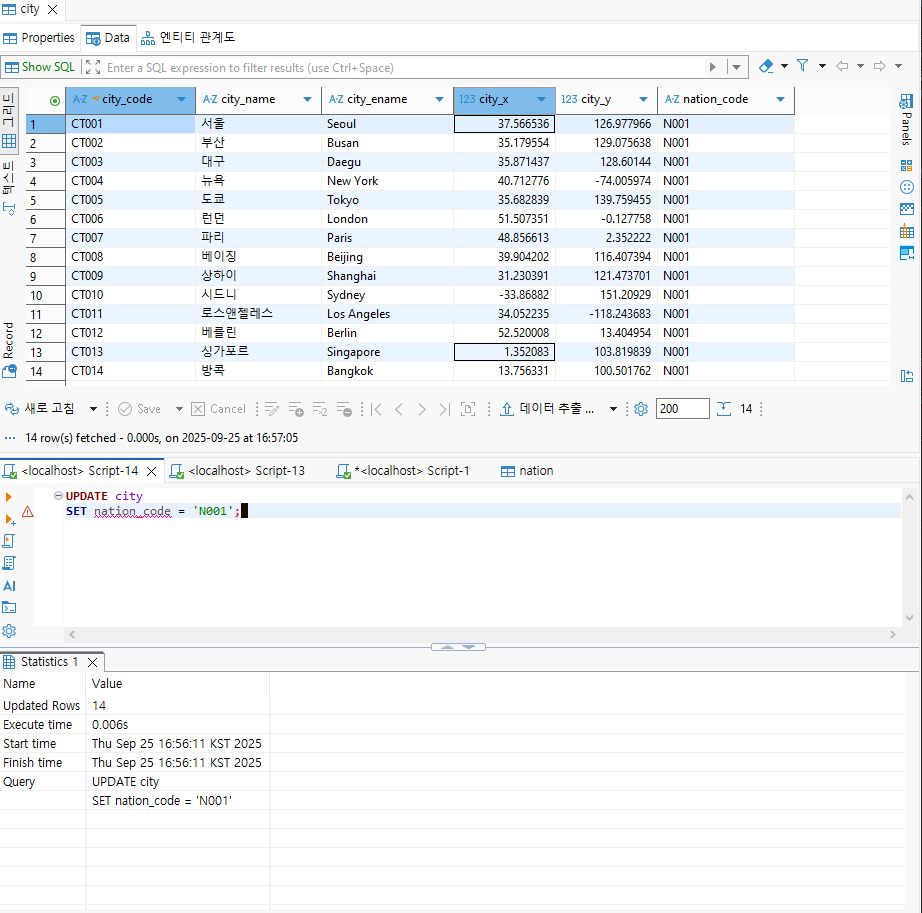 city
Properties Data 엔티티 관계도
Show SQL Enter a SQL expression to filter results (use Ctrl+Space)
그리드
텍스트
Record
Panels
A-Z city_code A-Z city_name A-Z city_ename 123 city_x 123 city_y A-Z nation_code
1 CT001 서울 Seoul 37.566536 126.977966 N001
2 CT002 부산 Busan 35.179554 129.075638 N001
3 CT003 대구 Daegu 35.871437 128.60144 N001
4 CT004 뉴욕 New York 40.712776 -74.005974 N001
5 CT005 도쿄 Tokyo 35.682839 139.759455 N001
6 CT006 런던 London 51.507351 -0.127758 N001
7 CT007 파리 Paris 48.856613 2.352222 N001
8 CT008 베이징 Beijing 39.904202 116.407394 N001
9 CT009 상하이 Shanghai 31.230391 121.473701 N001
10 CT010 시드니 Sydney -33.86882 151.20929 N001
11 CT011 로스앤젤레스 Los Angeles 34.052235 -118.243683 N001
12 CT012 베를린 Berlin 52.520008 13.404954 N001
13 CT013 싱가포르 Singapore 1.352083 103.819839 N001
14 CT014 방콕 Bangkok 13.756331 100.501762 N001
새로 고침 Save Cancel 데이터 추출 ... 200 14
14 row(s) fetched - 0.000s, on 2025-09-25 at 16:57:05
<localhost> Script-14 <localhost> Script-13 *<localhost> Script-1 nation
UPDATE city
SET nation_code = 'N001';
AI
Statistics 1
Name Value
Updated Rows 14
Execute time 0.006s
Start time Thu Sep 25 16:56:11 KST 2025
Finish time Thu Sep 25 16:56:11 KST 2025
Query UPDATE city
SET nation_code = 'N001'